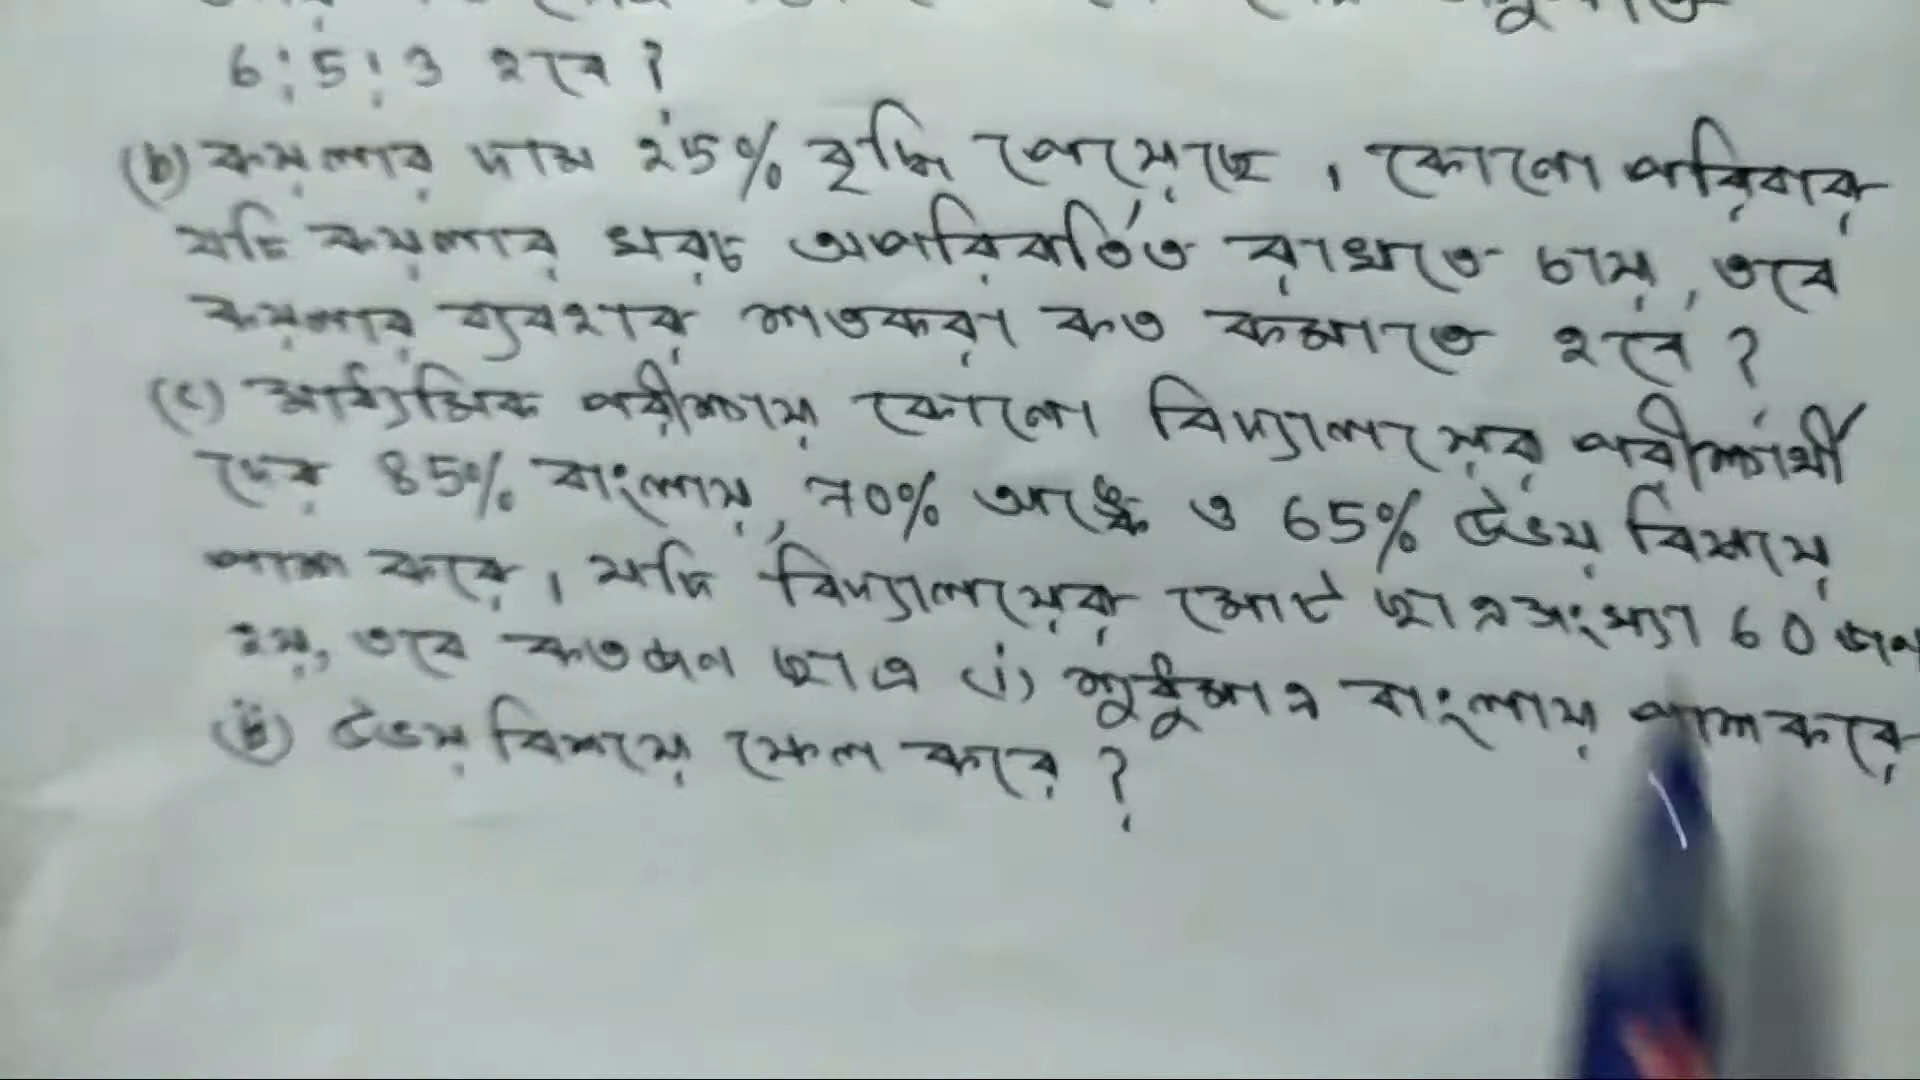 6:5:3 হবে?
(b) কয়লার দাম 25% বৃদ্ধি পেয়েছে, কোনো পরিবার
যদি কয়লার খরচ অপরিবর্তিত রাখতে চায়, তবে
কয়লার ব্যবহার শতকরা কত কমাতে হবে?
(c) মাধ্যমিক পরীক্ষায় কোনো বিদ্যালয়ের পরীক্ষার্থী
দের 85% বাংলায়, 70% অঙ্কে ও 65% উভয় বিষয়ে
পাশ করে, যদি বিদ্যালয়ের মোট ছাত্রসংখ্যা 60 জন
হয়, তবে কতজন ছাত্র (i) শুধুমাত্র বাংলায় পাশ করে
(ii) উভয় বিষয়ে ফেল করে?